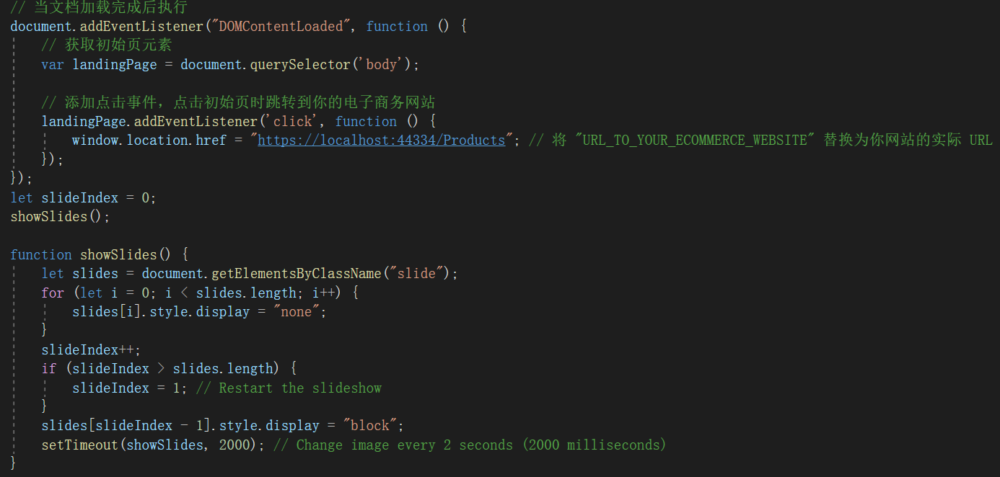 // 当文档加载完成后执行
document.addEventListener("DOMContentLoaded", function () {
    // 获取初始页元素
    var landingPage = document.querySelector('body');

    // 添加点击事件，点击初始页时跳转到你的电子商务网站
    landingPage.addEventListener('click', function () {
        window.location.href = "https://localhost:44334/Products"; // 将 "URL_TO_YOUR_ECOMMERCE_WEBSITE" 替换为你网站的实际 URL
    });
});
let slideIndex = 0;
showSlides();

function showSlides() {
    let slides = document.getElementsByClassName("slide");
    for (let i = 0; i < slides.length; i++) {
        slides[i].style.display = "none";
    }
    slideIndex++;
    if (slideIndex > slides.length) {
        slideIndex = 1; // Restart the slideshow
    }
    slides[slideIndex - 1].style.display = "block";
    setTimeout(showSlides, 2000); // Change image every 2 seconds (2000 milliseconds)
}